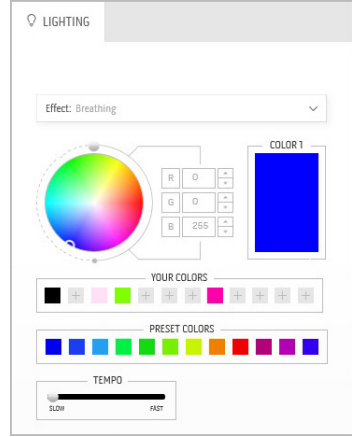 LIGHTING
Effect: Breathing
COLOR 1
R 0
G 0
B 255
YOUR COLORS
PRESET COLORS
TEMPO
SLOW FAST